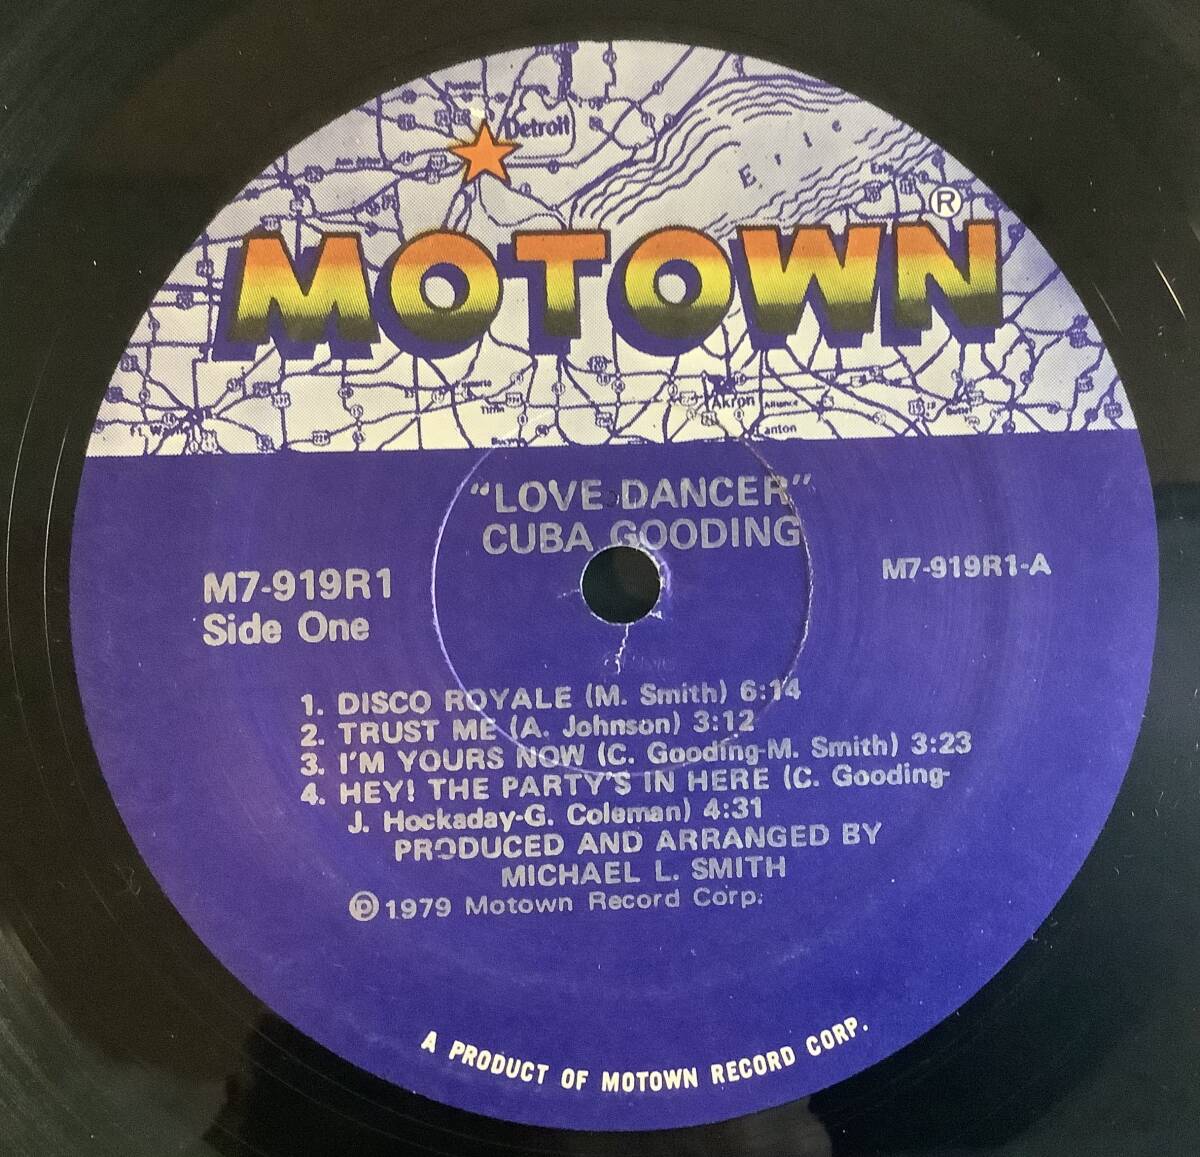 Detroit
Erie
Erie
®
MOTOWN
Akron
Alliance
Canton
"LOVE DANCER"
CUBA GOODING
M7-919R1
M7-919R1-A
Side One
1. DISCO ROYALE (M. Smith) 6:14
2. TRUST ME (A. Johnson) 3:12
3. I'M YOURS NOW (C. Gooding-M. Smith) 3:23
4. HEY! THE PARTY'S IN HERE (C. Gooding-
J. Hockaday-G. Coleman) 4:31
PRODUCED AND ARRANGED BY
MICHAEL L. SMITH
℗1979 Motown Record Corp.
A PRODUCT OF MOTOWN RECORD CORP.